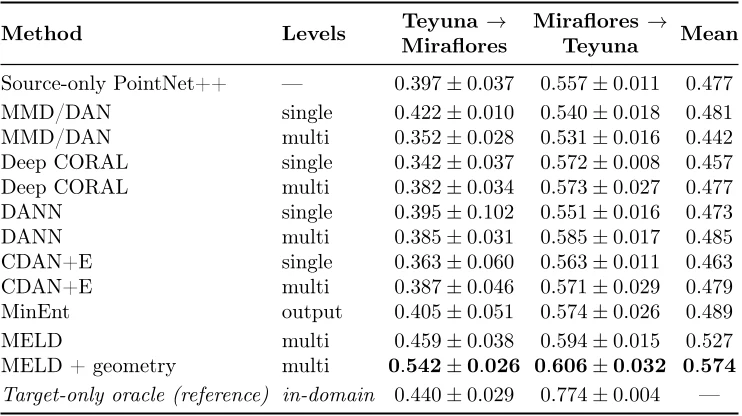 Method Levels Teyuna → Miraflores Miraflores → Teyuna Mean
Source-only PointNet++ — 0.397 ± 0.037 0.557 ± 0.011 0.477
MMD/DAN single 0.422 ± 0.010 0.540 ± 0.018 0.481
MMD/DAN multi 0.352 ± 0.028 0.531 ± 0.016 0.442
Deep CORAL single 0.342 ± 0.037 0.572 ± 0.008 0.457
Deep CORAL multi 0.382 ± 0.034 0.573 ± 0.027 0.477
DANN single 0.395 ± 0.102 0.551 ± 0.016 0.473
DANN multi 0.385 ± 0.031 0.585 ± 0.017 0.485
CDAN+E single 0.363 ± 0.060 0.563 ± 0.011 0.463
CDAN+E multi 0.387 ± 0.046 0.571 ± 0.029 0.479
MinEnt output 0.405 ± 0.051 0.574 ± 0.026 0.489
MELD multi 0.459 ± 0.038 0.594 ± 0.015 0.527
MELD + geometry multi 0.542 ± 0.026 0.606 ± 0.032 0.574
Target-only oracle (reference) in-domain 0.440 ± 0.029 0.774 ± 0.004 —